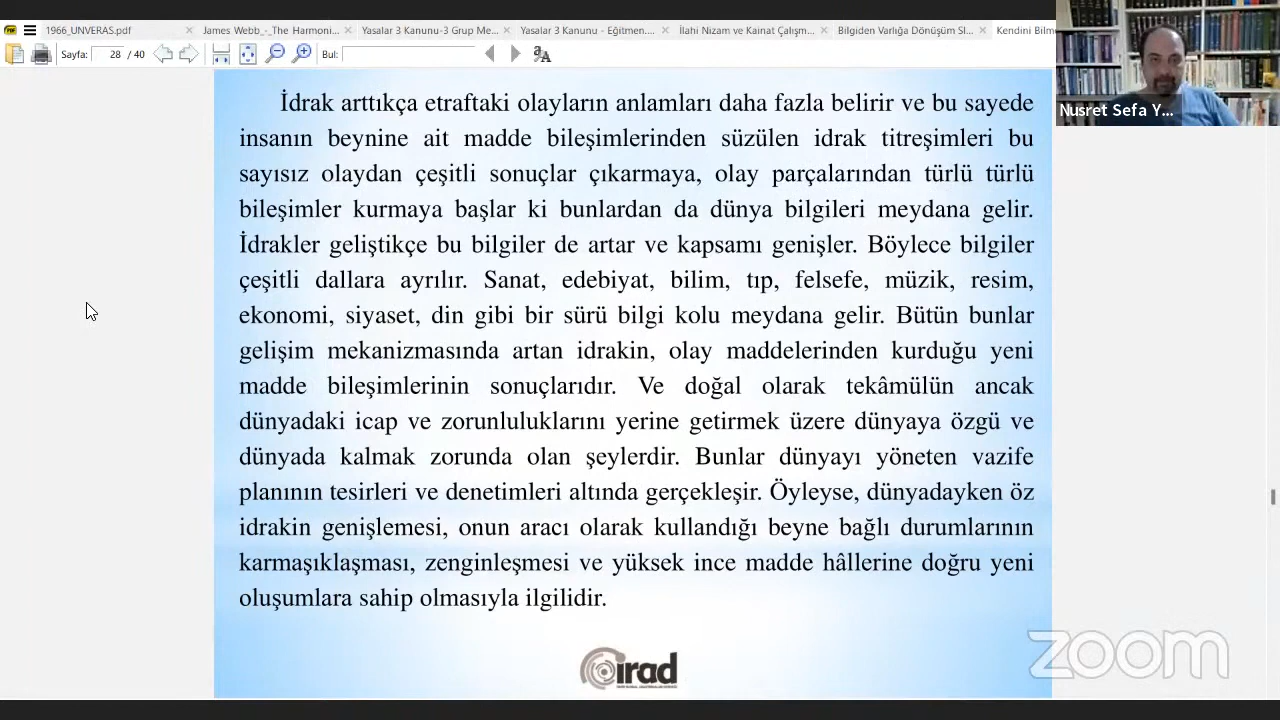 1966_UNVERAS.pdf
James Webb_-_The Harmoni...
Yasalar 3 Kanunu-3 Grup Me...
Yasalar 3 Kanunu - Eğitmen....
İlahi Nizam ve Kainat Çalışm...
Bilgiden Varlığa Dönüşüm Sl...
Kendini Bilme
Sayfa: 28 / 40
Bul:
Nusret Sefa Y...
İdrak arttıkça etraftaki olayların anlamları daha fazla belirir ve bu sayede
insanın beynine ait madde bileşimlerinden süzülen idrak titreşimleri bu
sayısız olaydan çeşitli sonuçlar çıkarmaya, olay parçalarından türlü türlü
bileşimler kurmaya başlar ki bunlardan da dünya bilgileri meydana gelir.
İdrakler geliştikçe bu bilgiler de artar ve kapsamı genişler. Böylece bilgiler
çeşitli dallara ayrılır. Sanat, edebiyat, bilim, tıp, felsefe, müzik, resim,
ekonomi, siyaset, din gibi bir sürü bilgi kolu meydana gelir. Bütün bunlar
gelişim mekanizmasında artan idrakin, olay maddelerinden kurduğu yeni
madde bileşimlerinin sonuçlarıdır. Ve doğal olarak tekâmülün ancak
dünyadaki icap ve zorunluluklarını yerine getirmek üzere dünyaya özgü ve
dünyada kalmak zorunda olan şeylerdir. Bunlar dünyayı yöneten vazife
planının tesirleri ve denetimleri altında gerçekleşir. Öyleyse, dünyadayken öz
idrakin genişlemesi, onun aracı olarak kullandığı beyne bağlı durumlarının
karmaşıklaşması, zenginleşmesi ve yüksek ince madde hâllerine doğru yeni
oluşumlara sahip olmasıyla ilgilidir.
irad
zoom